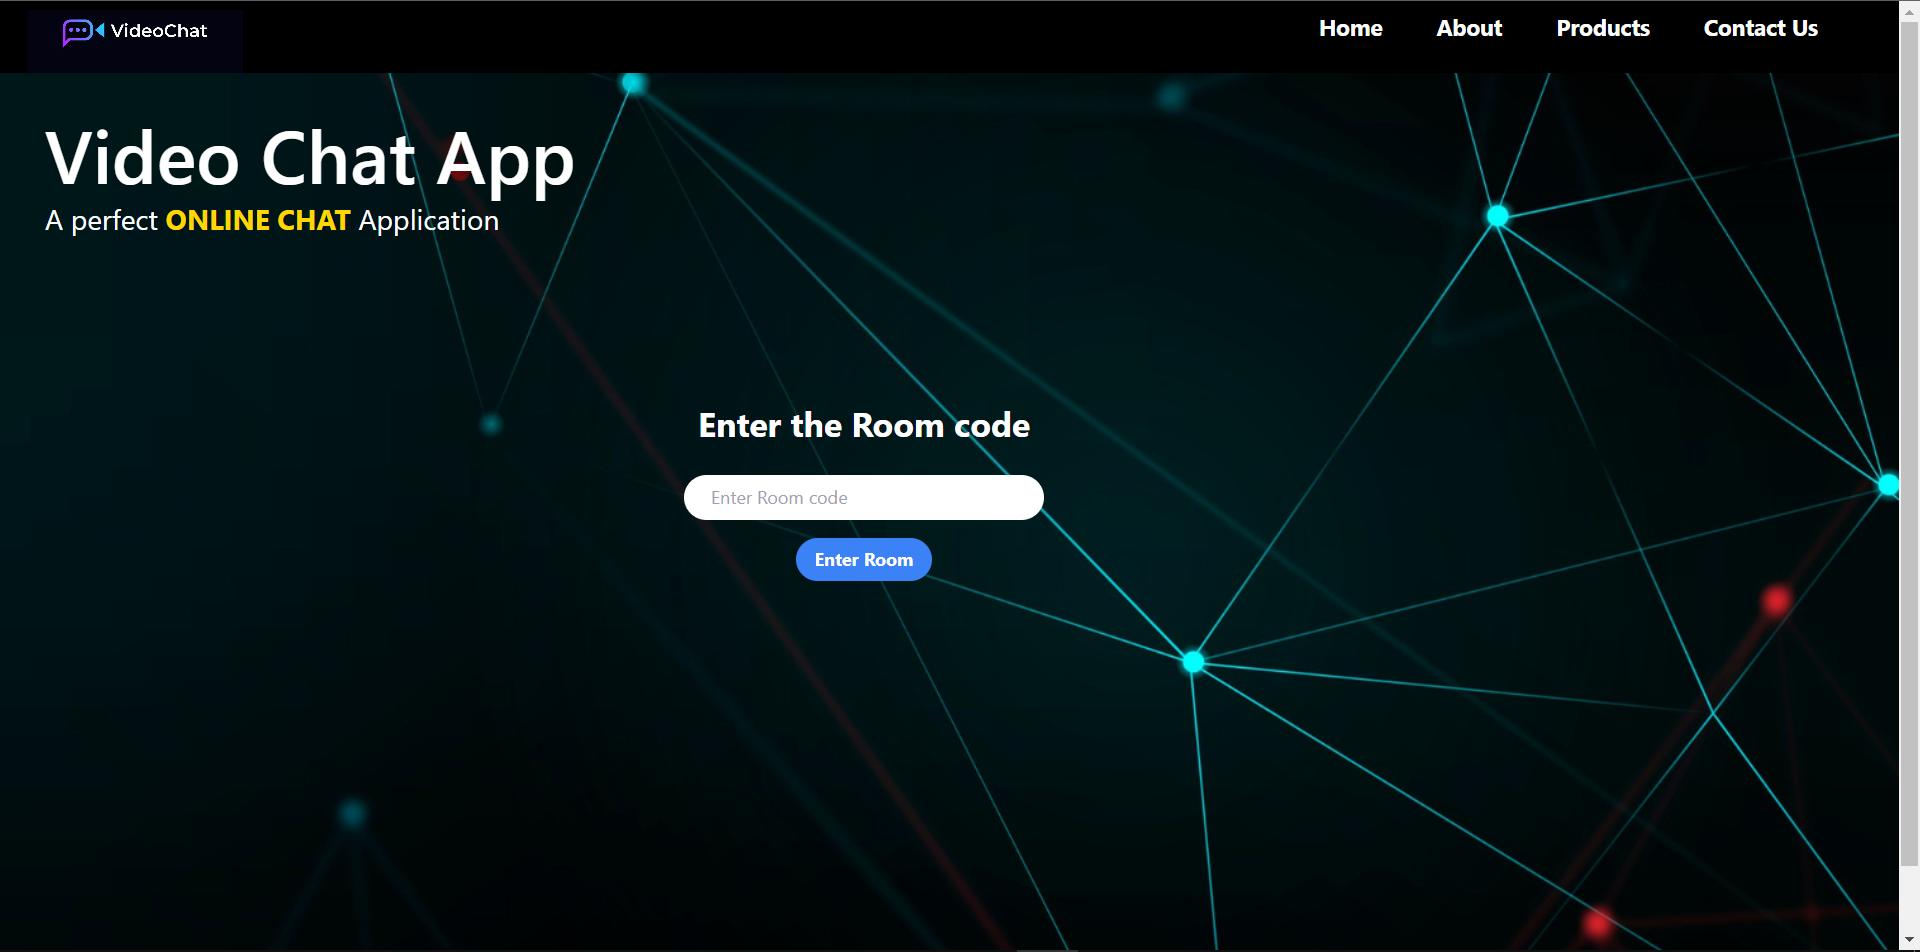 VideoChat
Home About Products Contact Us
Video Chat App
A perfect ONLINE CHAT Application
Enter the Room code
Enter Room code
Enter Room